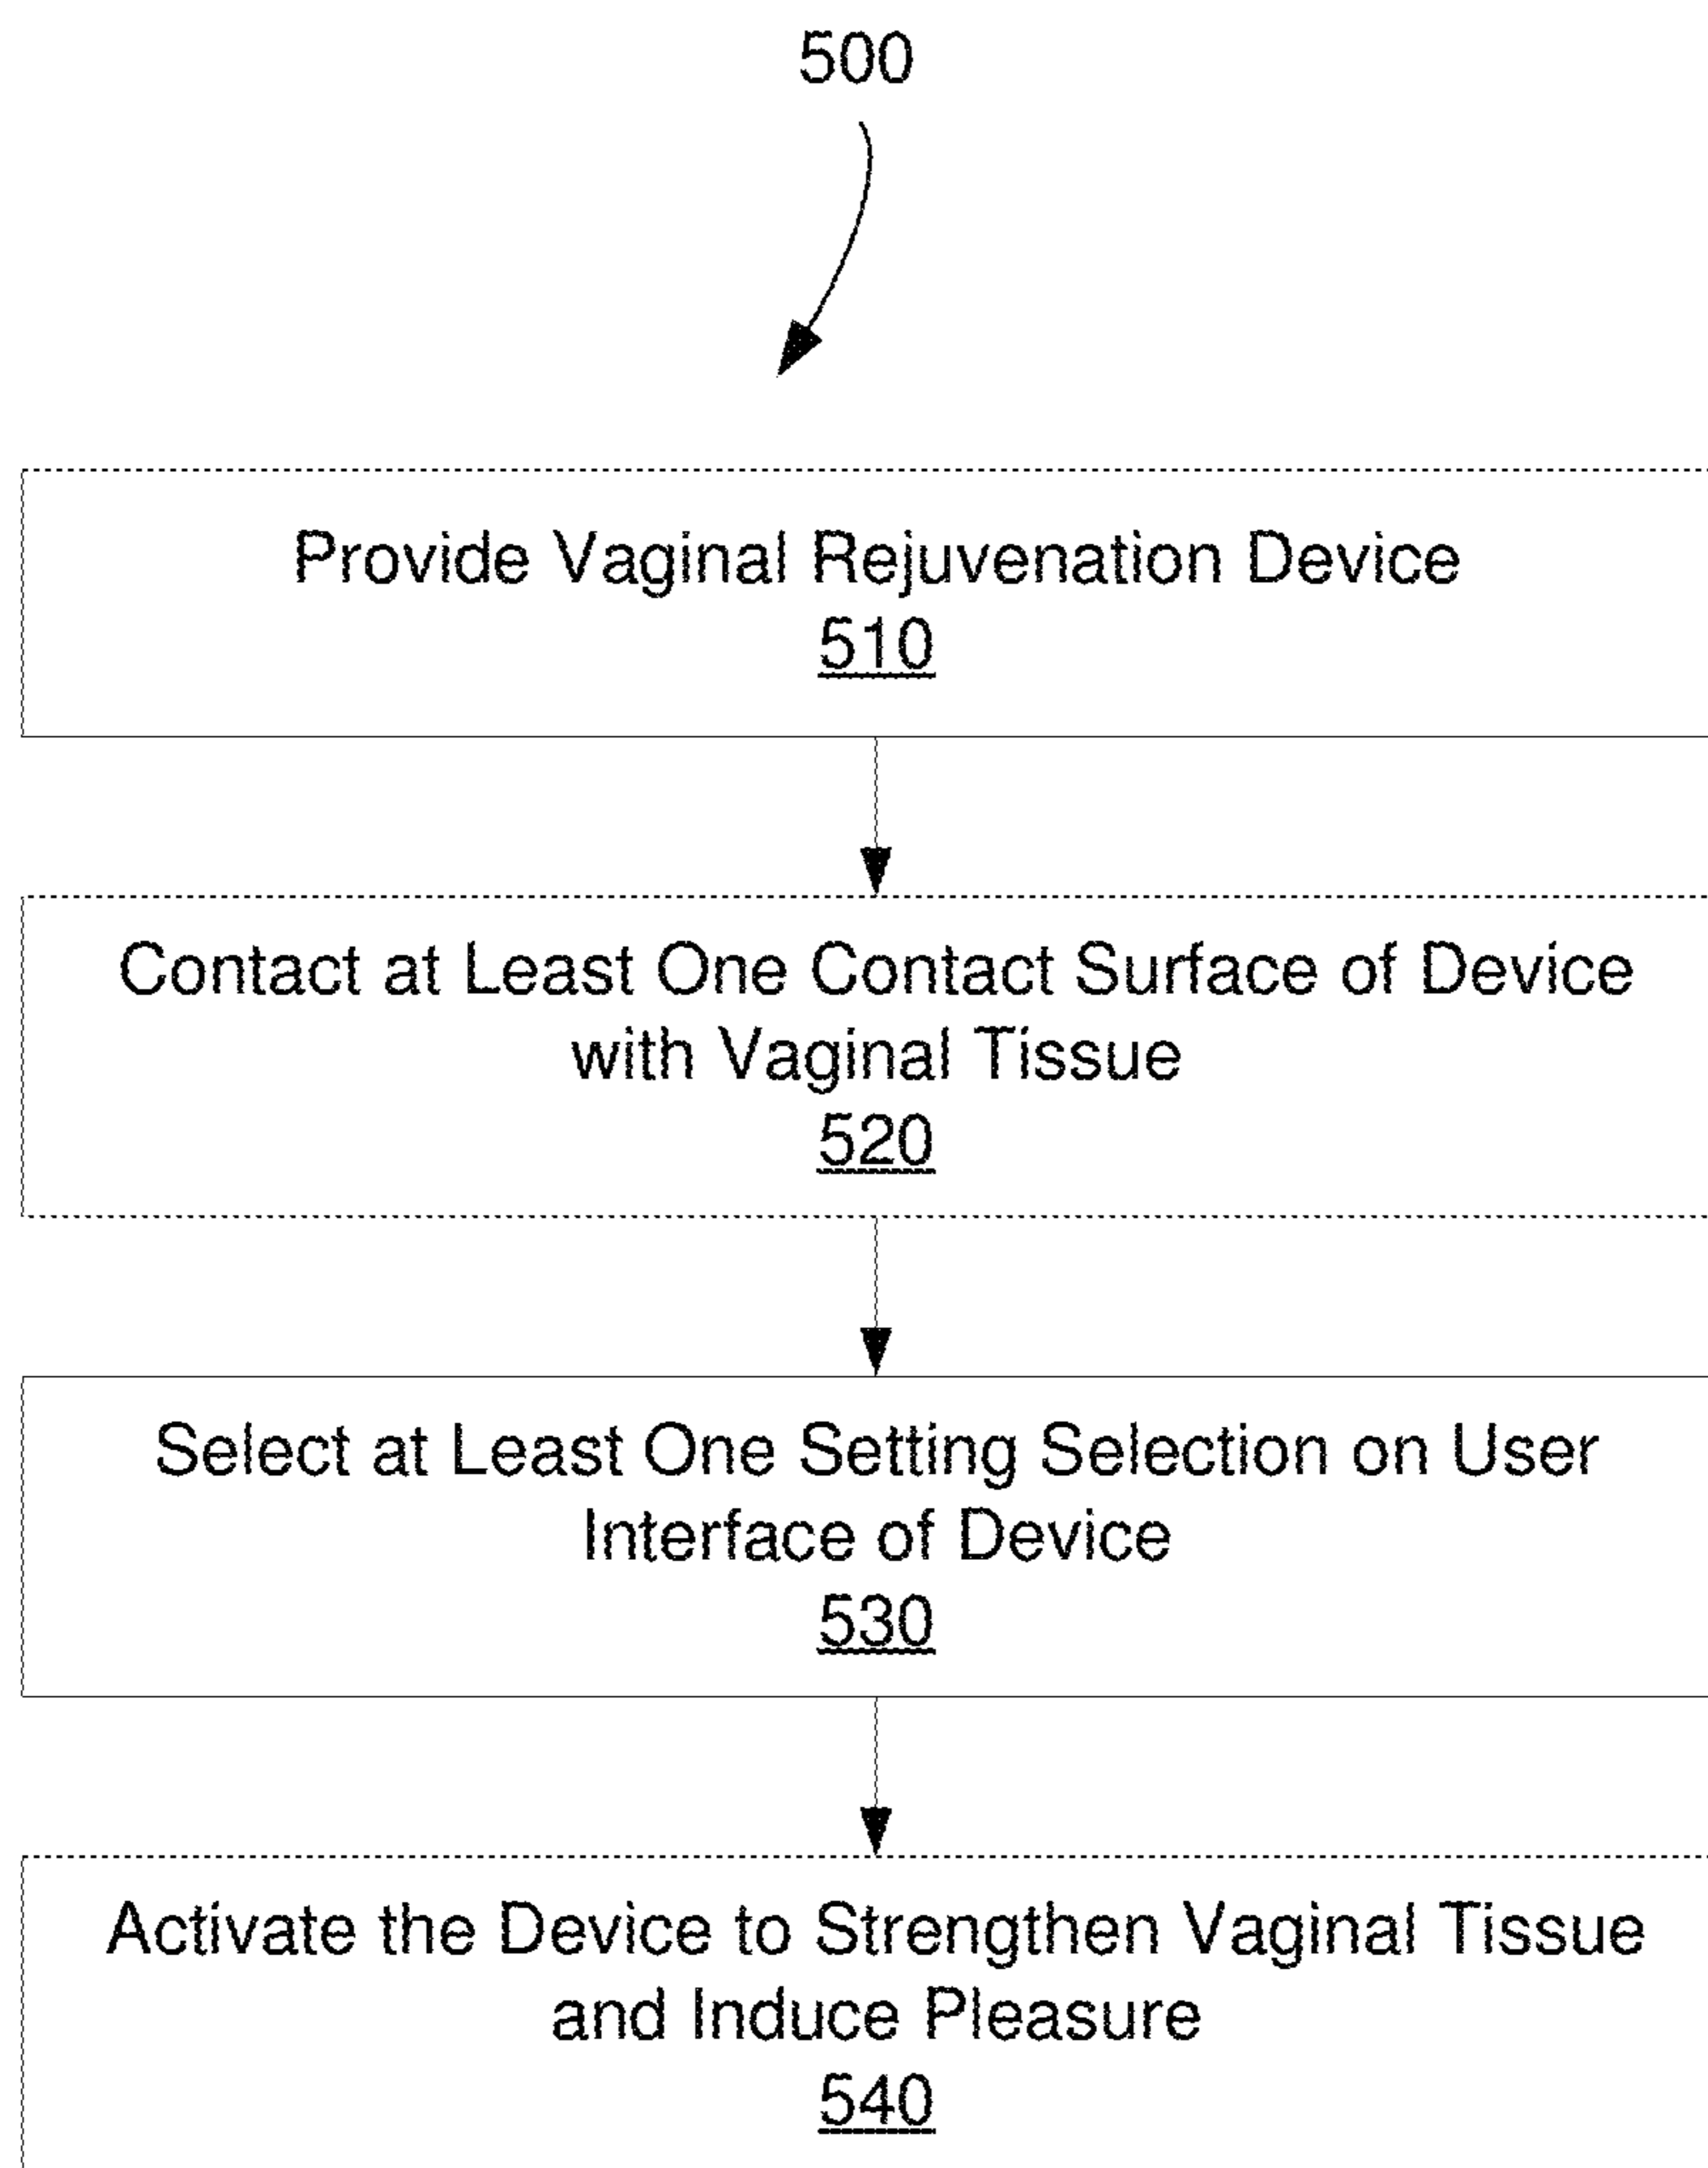 500
Provide Vaginal Rejuvenation Device
510
Contact at Least One Contact Surface of Device
with Vaginal Tissue
520
Select at Least One Setting Selection on User
Interface of Device
530
Activate the Device to Strengthen Vaginal Tissue
and Induce Pleasure
540